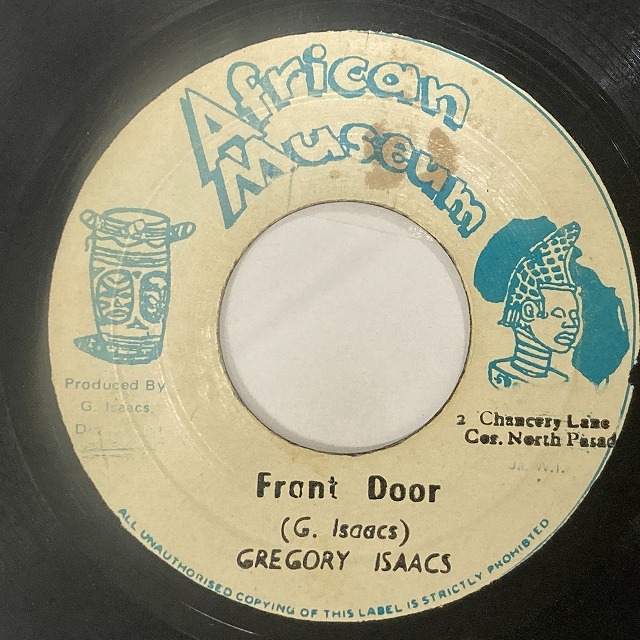 African
Museum
Produced By
G. Isaacs,
2 Chancery Lane
Cor. North Parad
Ja. W.I.
Front Door
(G. Isaacs)
GREGORY ISAACS
ALL UNAUTHORISED COPYING OF THIS LABEL IS STRICTLY PROHIBITED